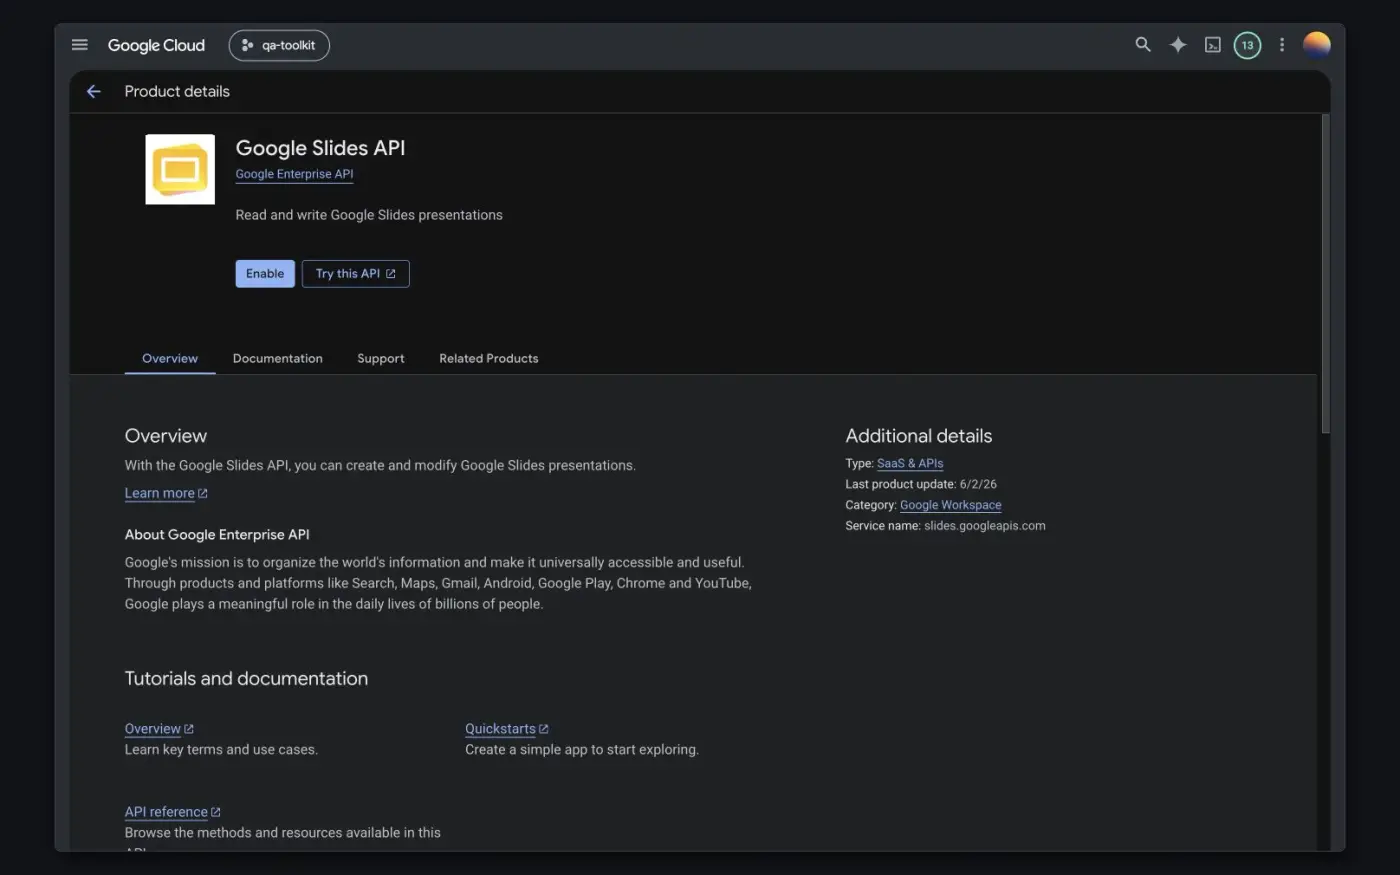 Google Cloud
qa-toolkit
13
Product details
Google Slides API
Google Enterprise API
Read and write Google Slides presentations
Enable
Try this API
Overview
Documentation
Support
Related Products
Overview
With the Google Slides API, you can create and modify Google Slides presentations.
Learn more
About Google Enterprise API
Google's mission is to organize the world's information and make it universally accessible and useful.
Through products and platforms like Search, Maps, Gmail, Android, Google Play, Chrome and YouTube,
Google plays a meaningful role in the daily lives of billions of people.
Additional details
Type: SaaS & APIs
Last product update: 6/2/26
Category: Google Workspace
Service name: slides.googleapis.com
Tutorials and documentation
Overview
Learn key terms and use cases.
Quickstarts
Create a simple app to start exploring.
API reference
Browse the methods and resources available in this